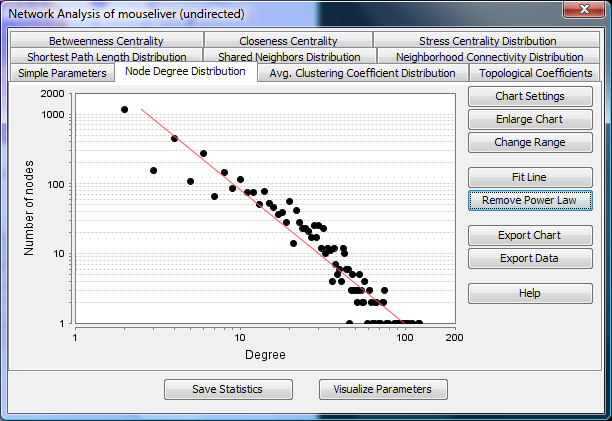 Network Analysis of mouseliver (undirected)
Betweenness Centrality Closeness Centrality Stress Centrality Distribution
Shortest Path Length Distribution Shared Neighbors Distribution Neighborhood Connectivity Distribution
Simple Parameters Node Degree Distribution Avg. Clustering Coefficient Distribution Topological Coefficients
Chart Settings
Enlarge Chart
Change Range
Fit Line
Remove Power Law
Export Chart
Export Data
Help
Number of nodes
2000
1000
100
10
1
1 10 100 200
Degree
Save Statistics Visualize Parameters